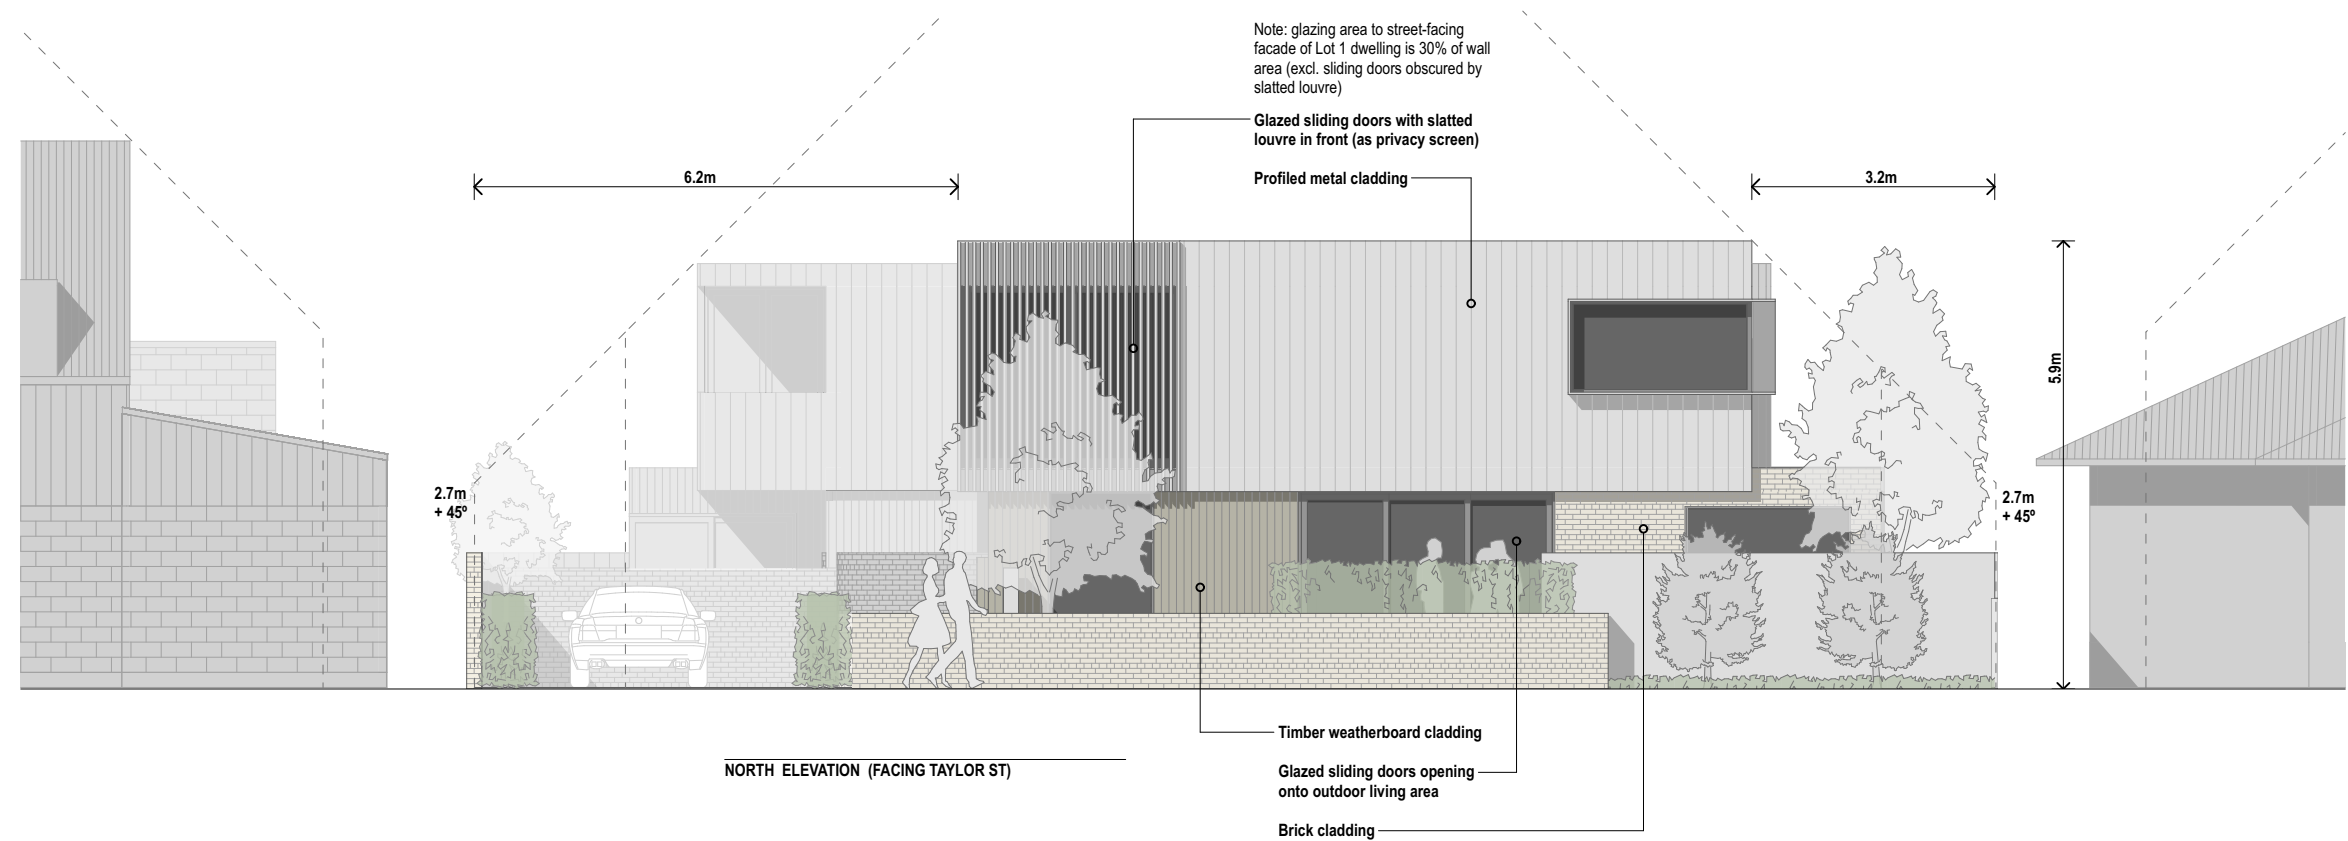 Note: glazing area to street-facing
facade of Lot 1 dwelling is 30% of wall
area (excl. sliding doors obscured by
slatted louvre)
Glazed sliding doors with slatted
louvre in front (as privacy screen)
Profiled metal cladding
6.2m
3.2m
5.9m
2.7m
+ 45º
2.7m
+ 45º
Timber weatherboard cladding
NORTH ELEVATION (FACING TAYLOR ST)
Glazed sliding doors opening
onto outdoor living area
Brick cladding